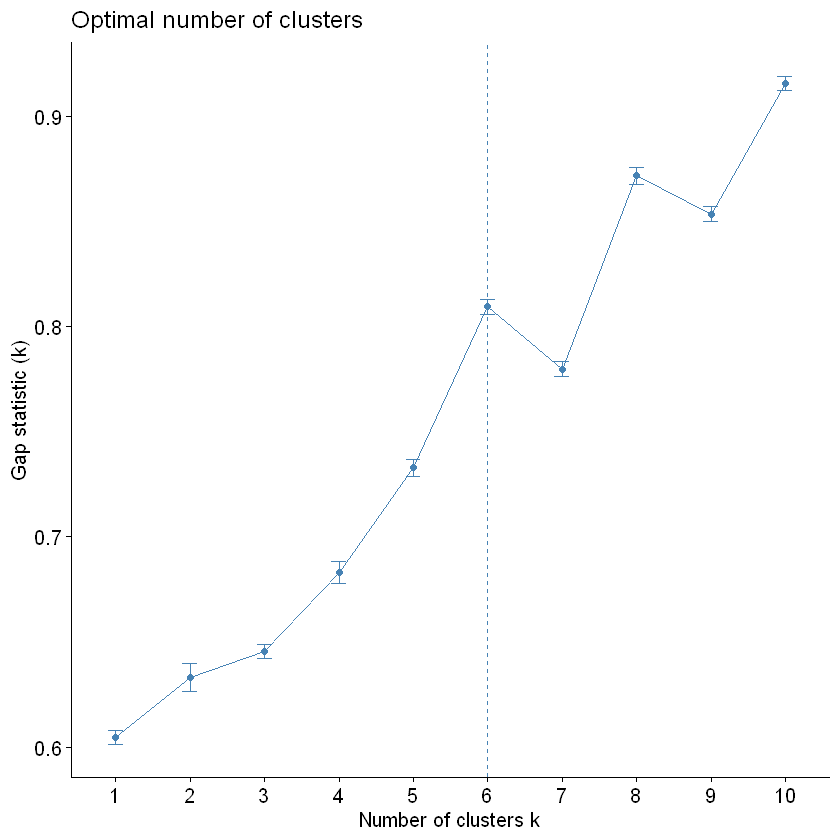 Optimal number of clusters
Gap statistic (k)
0.9
0.8
0.7
0.6
1 2 3 4 5 6 7 8 9 10
Number of clusters k